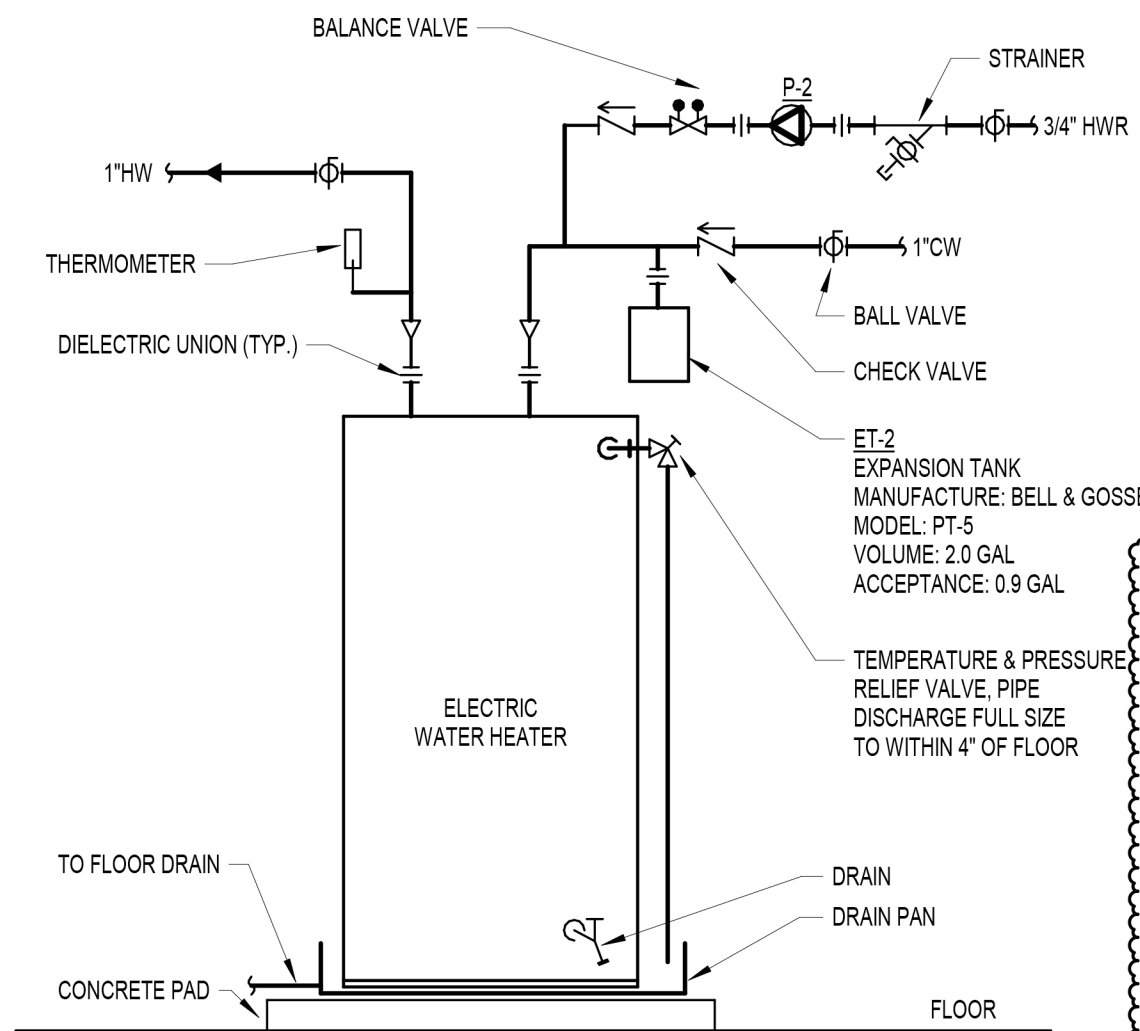 BALANCE VALVE
STRAINER
P-2
3/4" HWR
1"HW
THERMOMETER
1"CW
DIELECTRIC UNION (TYP.)
BALL VALVE
CHECK VALVE
ET-2
EXPANSION TANK
MANUFACTURE: BELL & GOSSE
MODEL: PT-5
VOLUME: 2.0 GAL
ACCEPTANCE: 0.9 GAL
TEMPERATURE & PRESSURE
RELIEF VALVE, PIPE
DISCHARGE FULL SIZE
TO WITHIN 4" OF FLOOR
ELECTRIC
WATER HEATER
TO FLOOR DRAIN
DRAIN
DRAIN PAN
CONCRETE PAD
FLOOR